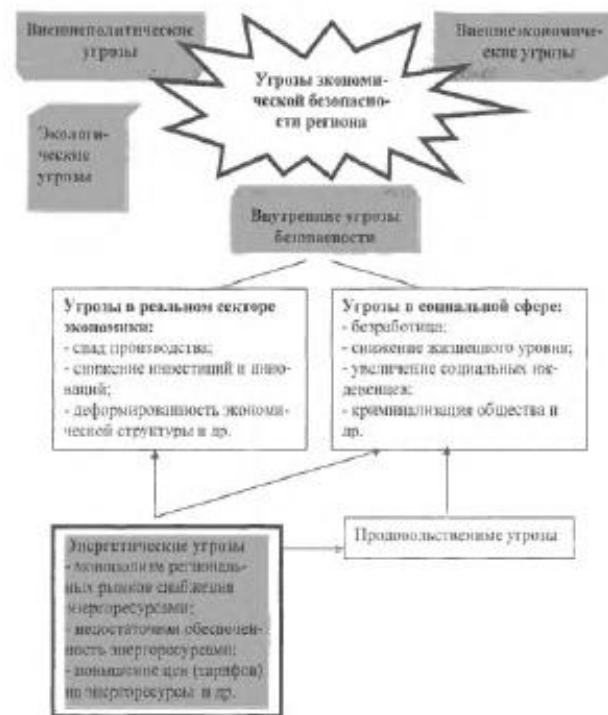 Внешнеполитические
угрозы
Внешнеэкономиче-
ские угрозы
Угрозы экономи-
ческой безопасно-
сти региона
Экологи-
ческие
угрозы
Внутренние угрозы
безопасности
Угрозы в реальном секторе
экономики:
- спад производства;
- снижение инвестиций и инно-
ваций;
- деформированность экономи-
ческой структуры и др.
Угрозы в социальной сфере:
- безработица;
- снижение жизненного уровня;
- увеличение социальных иж-
дивенцев;
- криминализация общества и
др.
Энергетические угрозы
- монополизм региональ-
ных рынков снабжения
энергоресурсами;
- недостаточная обеспечен-
ность энергоресурсами;
- повышение цен (тарифов)
на энергоресурсы и др.
Продовольственные угрозы